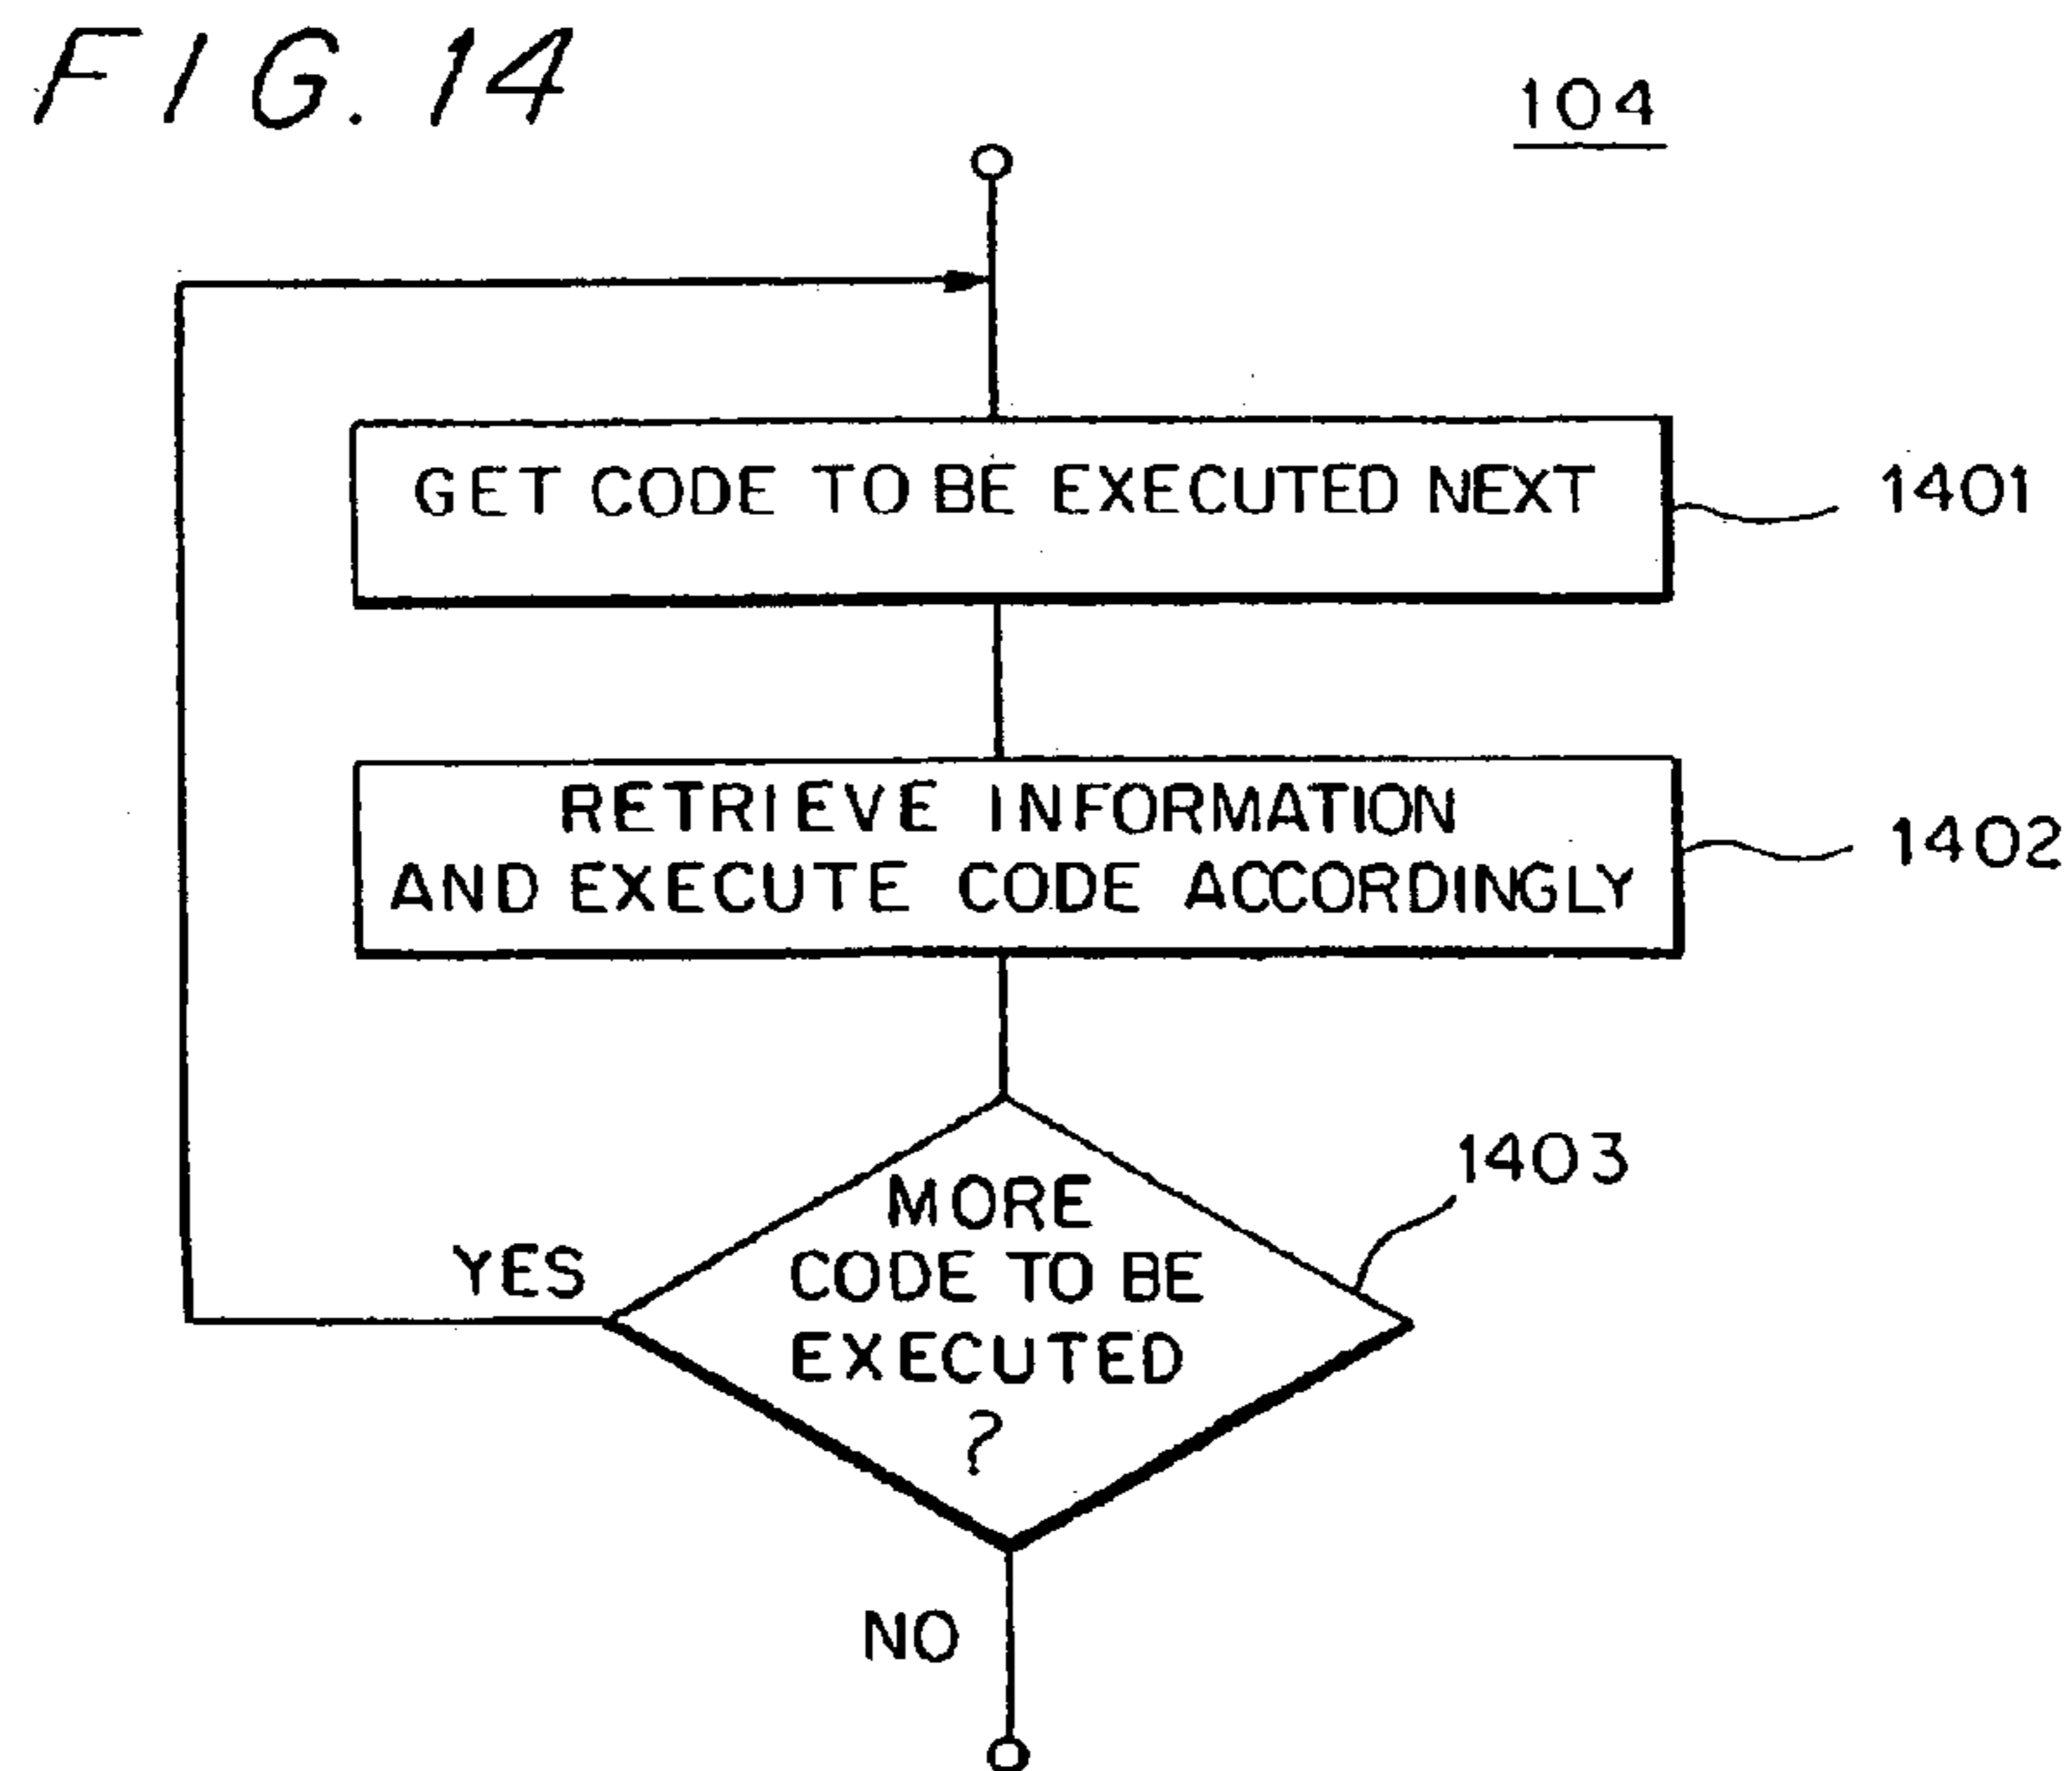 FIG. 14
104
GET CODE TO BE EXECUTED NEXT
1401
RETRIEVE INFORMATION
AND EXECUTE CODE ACCORDINGLY
1402
MORE
CODE TO BE
EXECUTED
?
1403
YES
NO